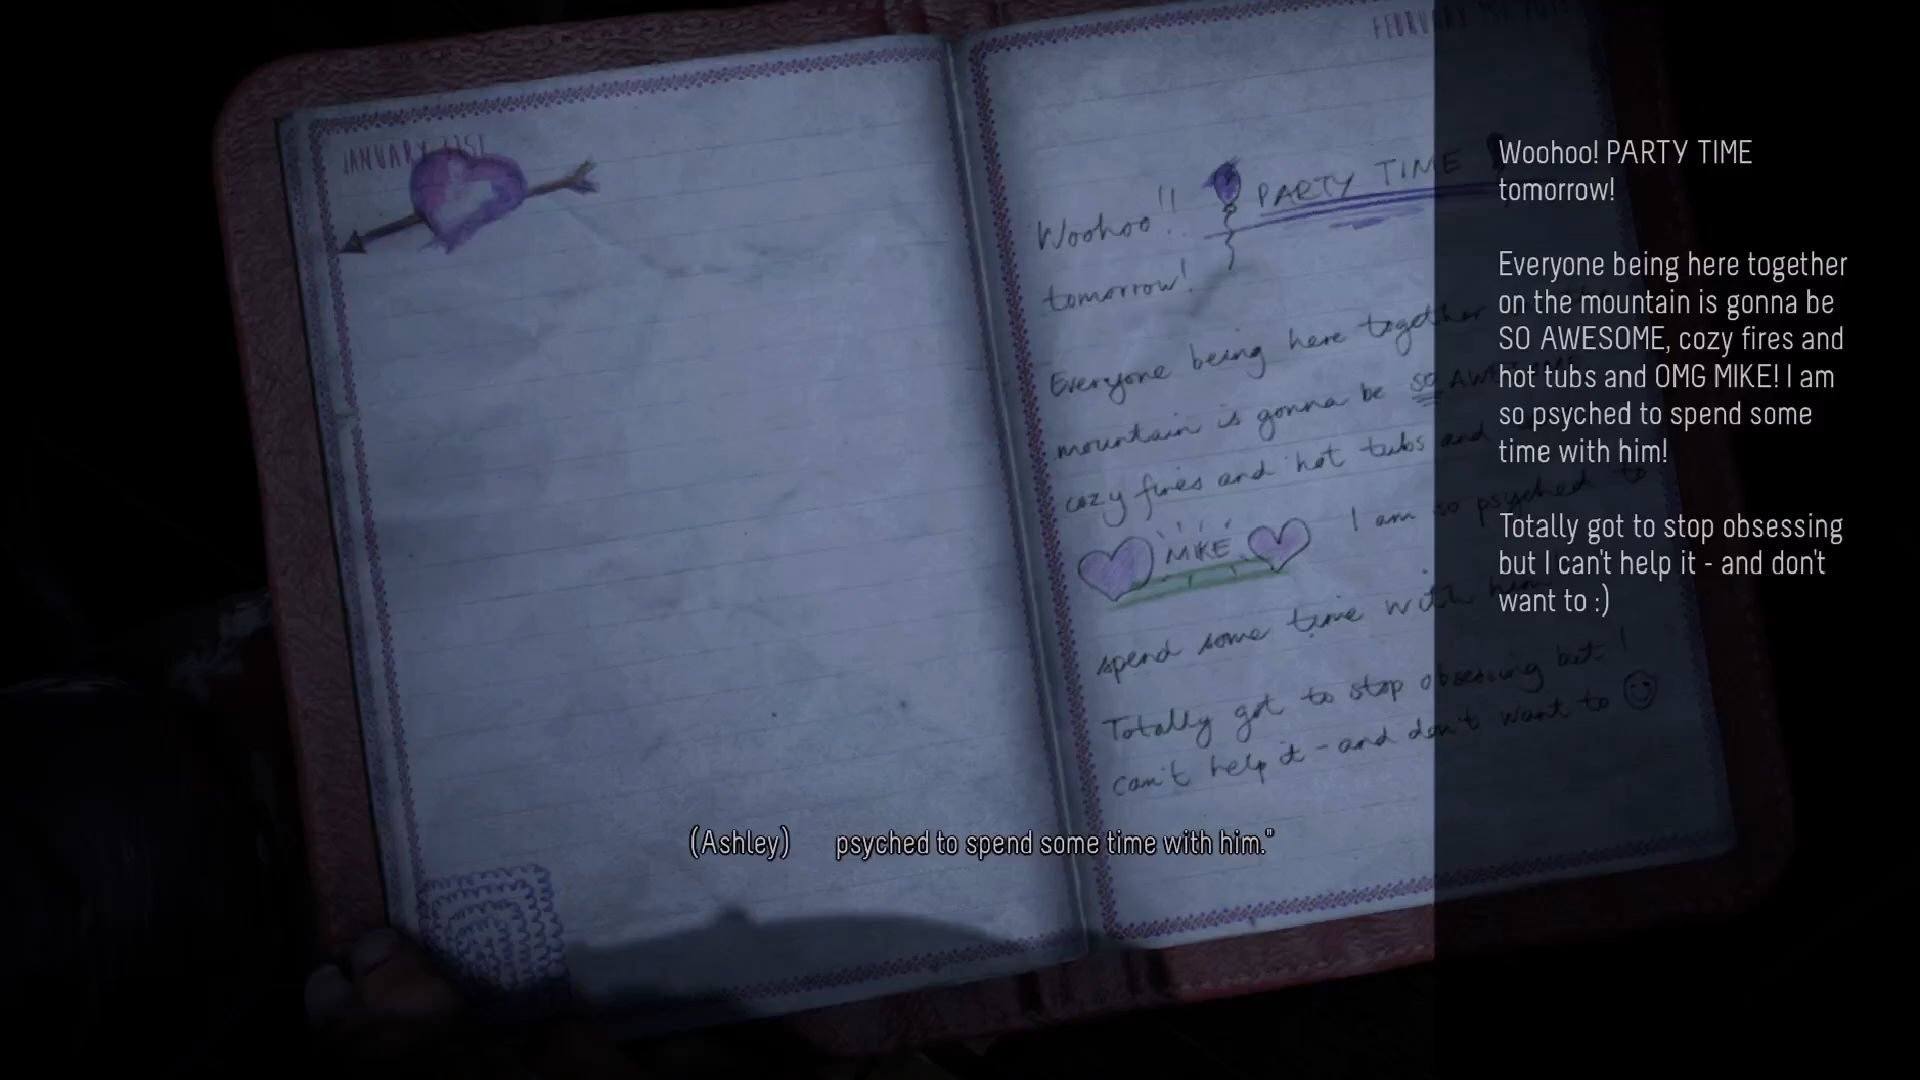 JANUARY 31ST
Woohoo!! PARTY TIME
tomorrow!
Everyone being here together
mountain is gonna be SO AWESOME
cozy fires and hot tubs and
MIKE I am so psyched to
spend some time with him
Totally got to stop obsessing but I
can't help it - and don't want to
Woohoo! PARTY TIME
tomorrow!
Everyone being here together
on the mountain is gonna be
SO AWESOME, cozy fires and
hot tubs and OMG MIKE! I am
so psyched to spend some
time with him!
Totally got to stop obsessing
but I can't help it - and don't
want to :)
(Ashley) psyched to spend some time with him."